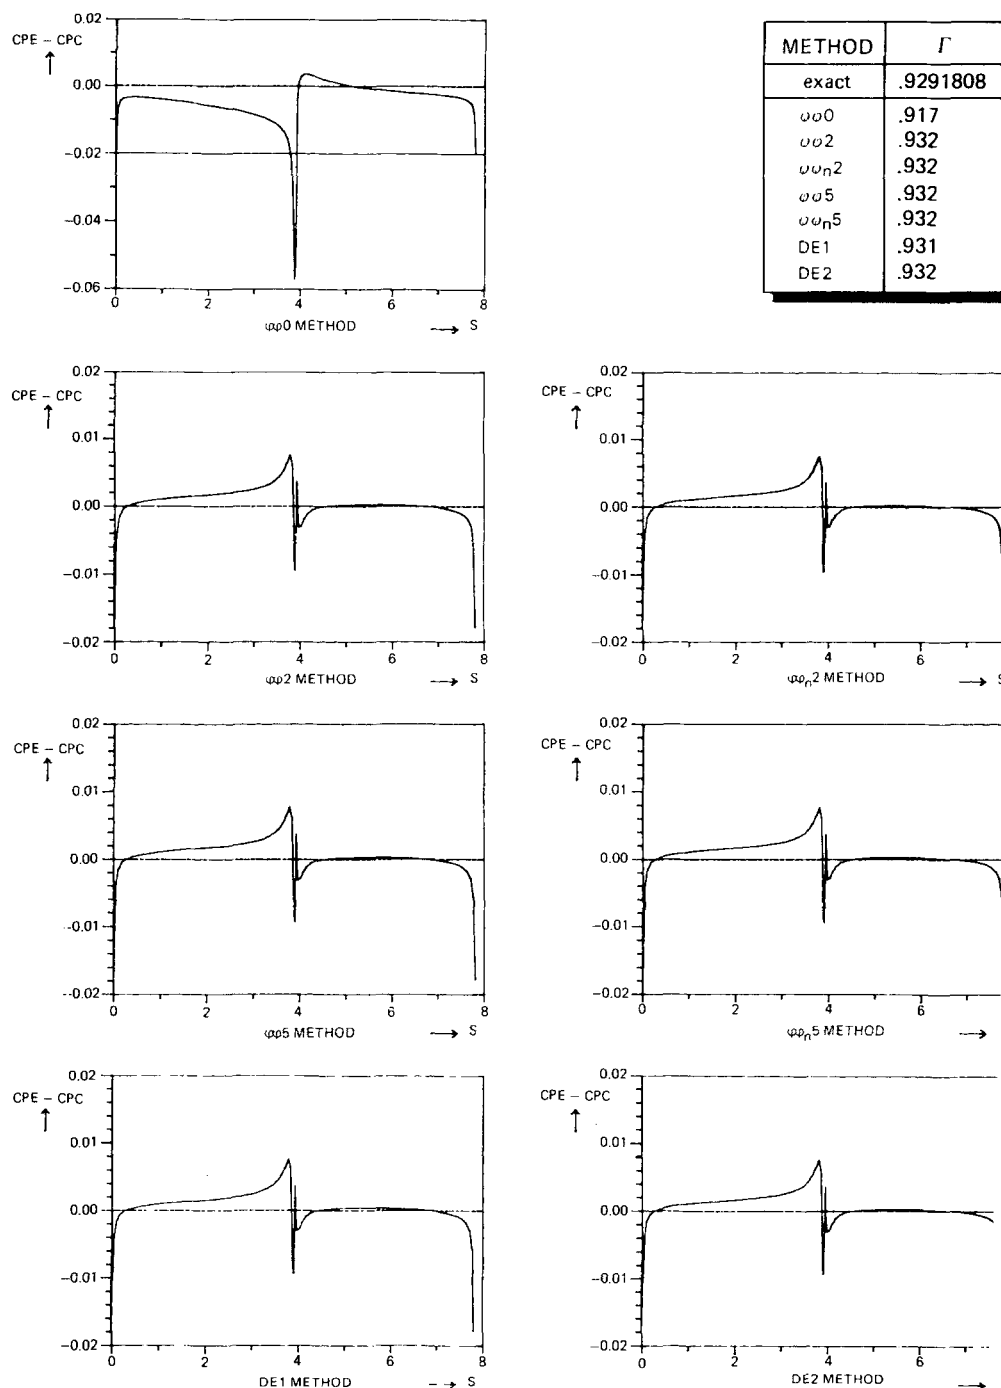 0.02
CPE – CPC
0.00
–0.02
–0.04
–0.06
0 2 4 6 8
φφ0 METHOD → S
METHOD Γ
exact .9291808
φφ0 .917
φφ2 .932
φφn2 .932
φφ5 .932
φφn5 .932
DE1 .931
DE2 .932
0.02
CPE – CPC
0.01
0.00
–0.01
–0.02
0 2 4 6 8
φφ2 METHOD → S
0.02
CPE – CPC
0.01
0.00
–0.01
–0.02
0 2 4 6
φφn2 METHOD → S
0.02
CPE – CPC
0.01
0.00
–0.01
–0.02
0 2 4 6 8
φφ5 METHOD → S
0.02
CPE – CPC
0.01
0.00
–0.01
–0.02
0 2 4 6
φφn5 METHOD →
0.02
CPE – CPC
0.01
0.00
–0.01
–0.02
0 2 4 6 8
DE1 METHOD → S
0.02
CPE – CPC
0.01
0.00
–0.01
–0.02
0 2 4 6
DE2 METHOD →